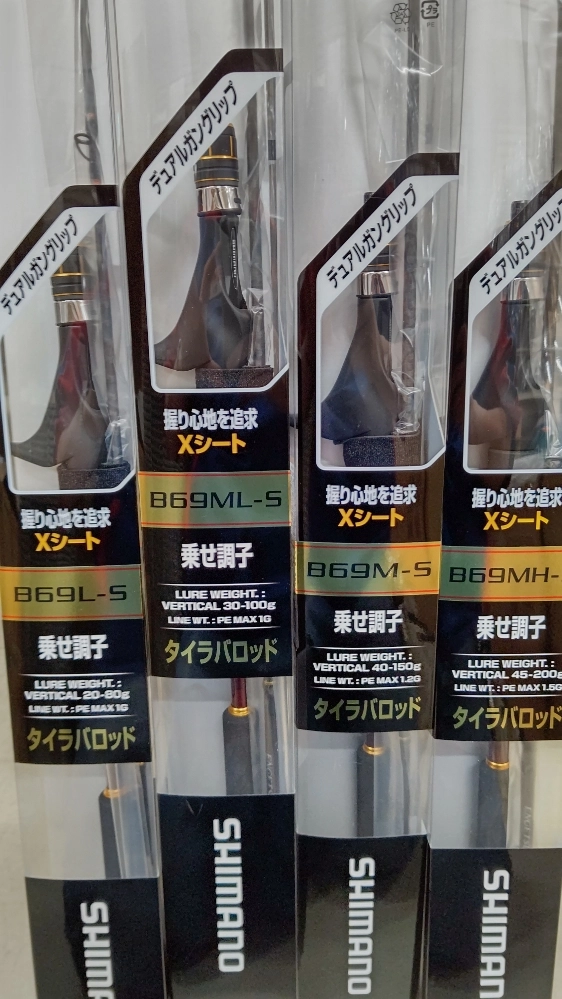 デュアルガングリップ
握り心地を追求
Xシート
B69L-S
乗せ調子
LURE WEIGHT. :
VERTICAL 20-80g
LINE WT. : PE MAX 1G
タイラバロッド
SHIMA
デュアルガングリップ
握り心地を追求
Xシート
B69ML-S
乗せ調子
LURE WEIGHT. :
VERTICAL 30-100g
LINE WT. : PE MAX 1G
タイラバロッド
SHIMANO
デュアルガングリップ
握り心地を追求
Xシート
B69M-S
乗せ調子
LURE WEIGHT. :
VERTICAL 40-150g
LINE WT. : PE MAX 1.2G
タイラバロッド
SHIMANO
デュアルガングリッ
握り心地を追求
Xシート
B69MH-
乗せ調子
LURE WEIGHT. :
VERTICAL 45-200g
LINE WT. : PE MAX 1.5G
タイラバロッド
SHIMAN